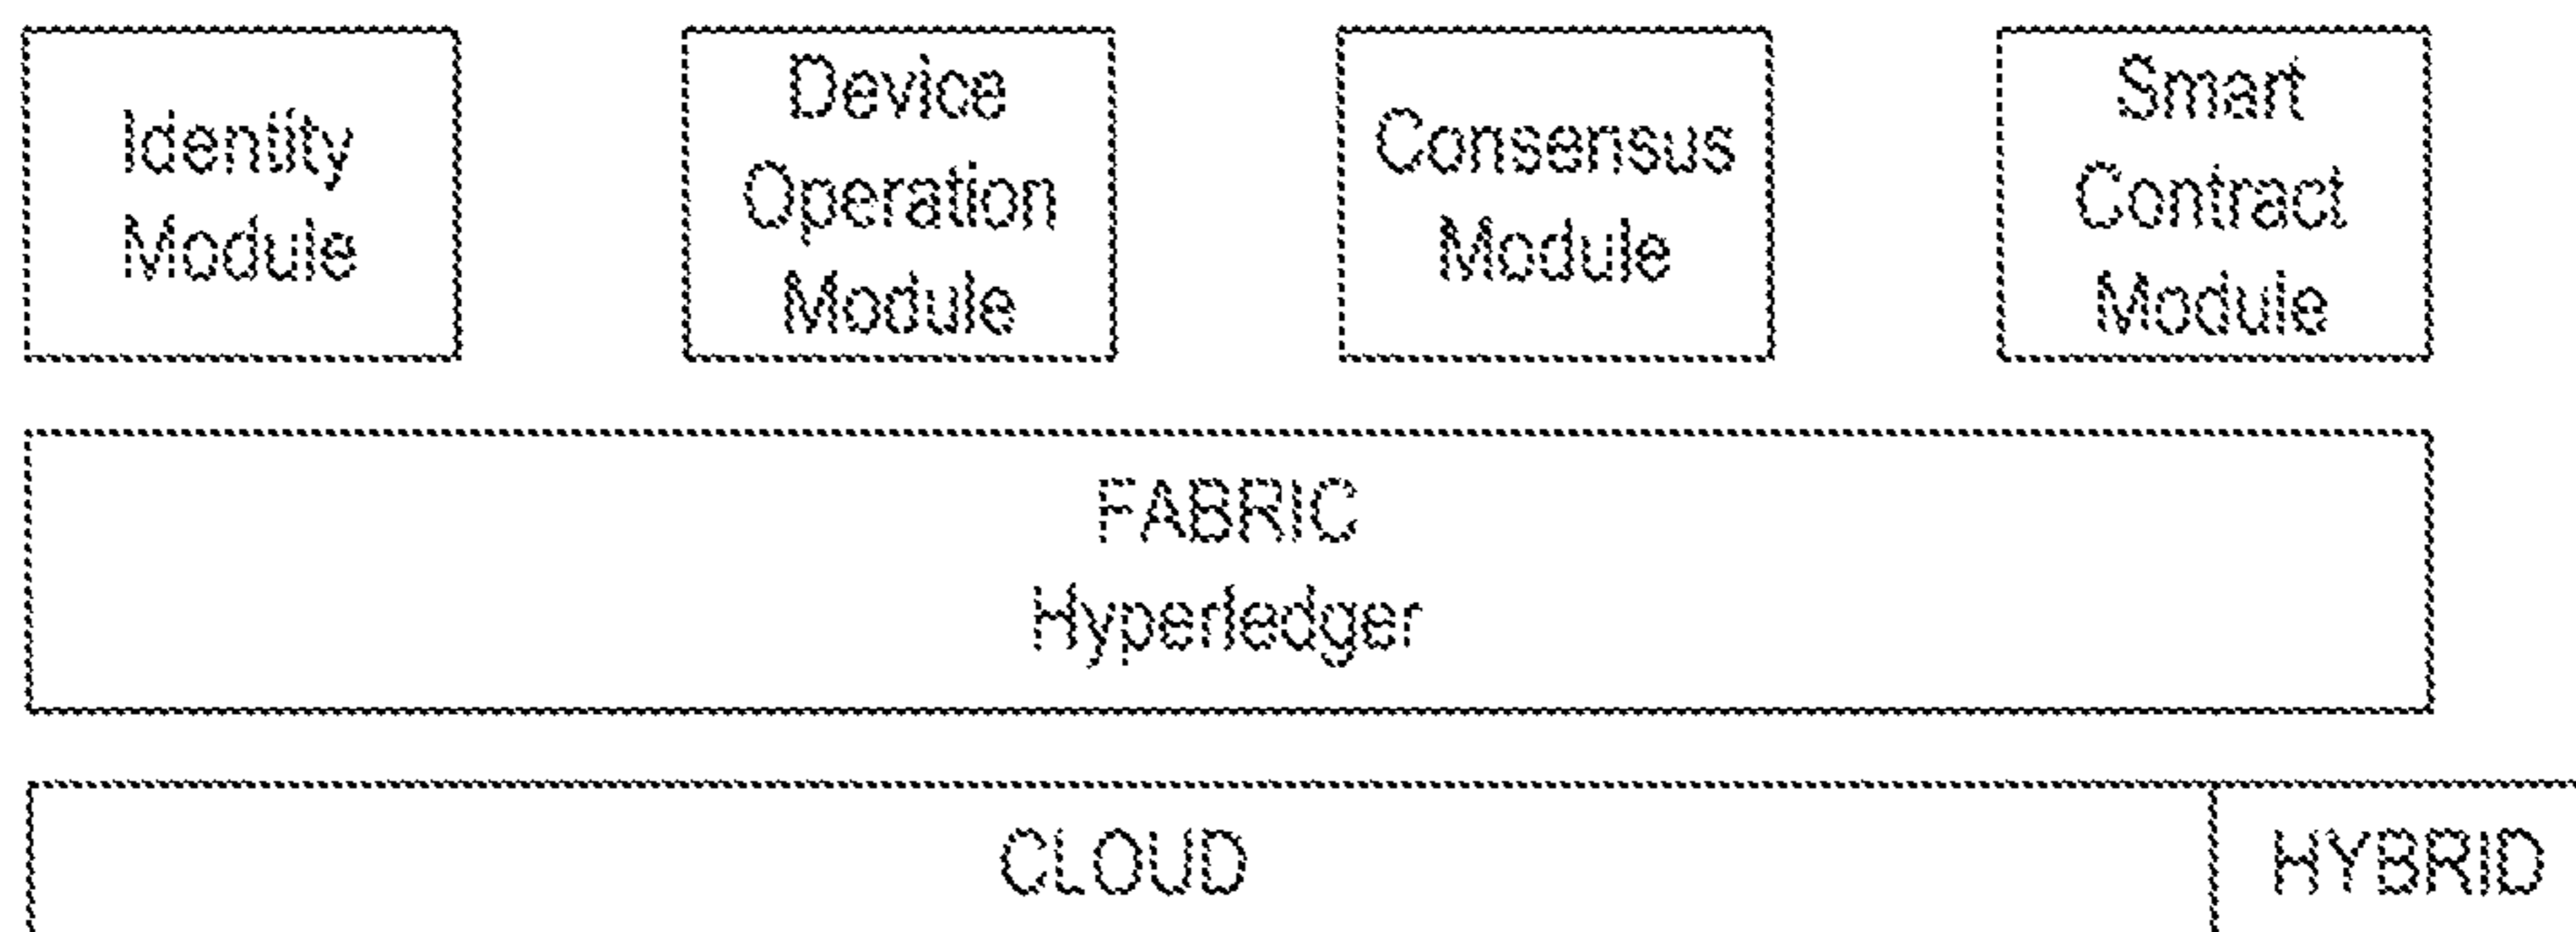 Identity
Module
Device
Operation
Module
Consensus
Module
Smart
Contract
Module
FABRIC
Hyperledger
CLOUD
HYBRID